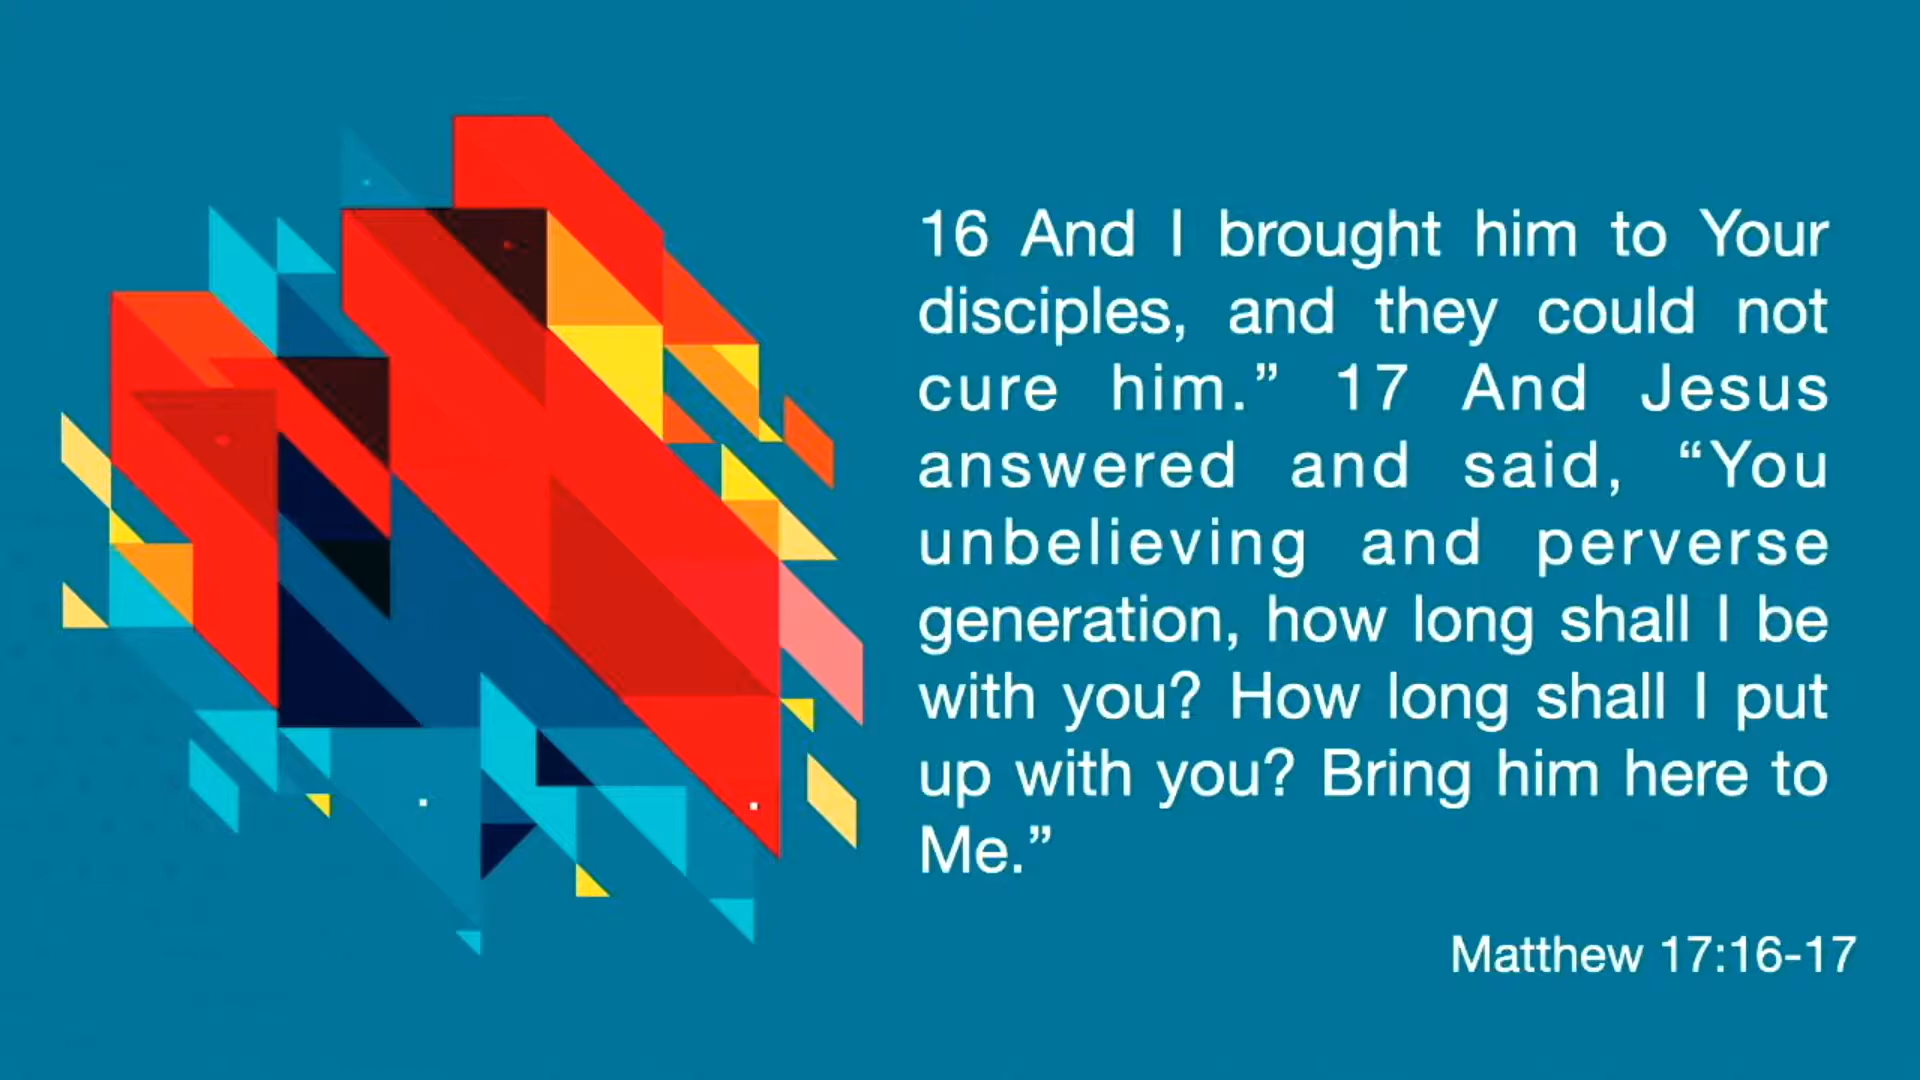 16 And I brought him to Your
disciples, and they could not
cure him.” 17 And Jesus
answered and said, “You
unbelieving and perverse
generation, how long shall I be
with you? How long shall I put
up with you? Bring him here to
Me.”
Matthew 17:16-17